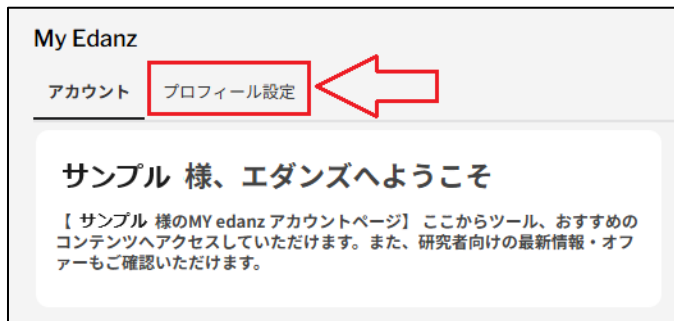 My Edanz
アカウント プロフィール設定
サンプル 様、エダンズへようこそ
【 サンプル 様のMY edanz アカウントページ】 ここからツール、おすすめの
コンテンツへアクセスしていただけます。また、研究者向けの最新情報・オフ
ァーもご確認いただけます。